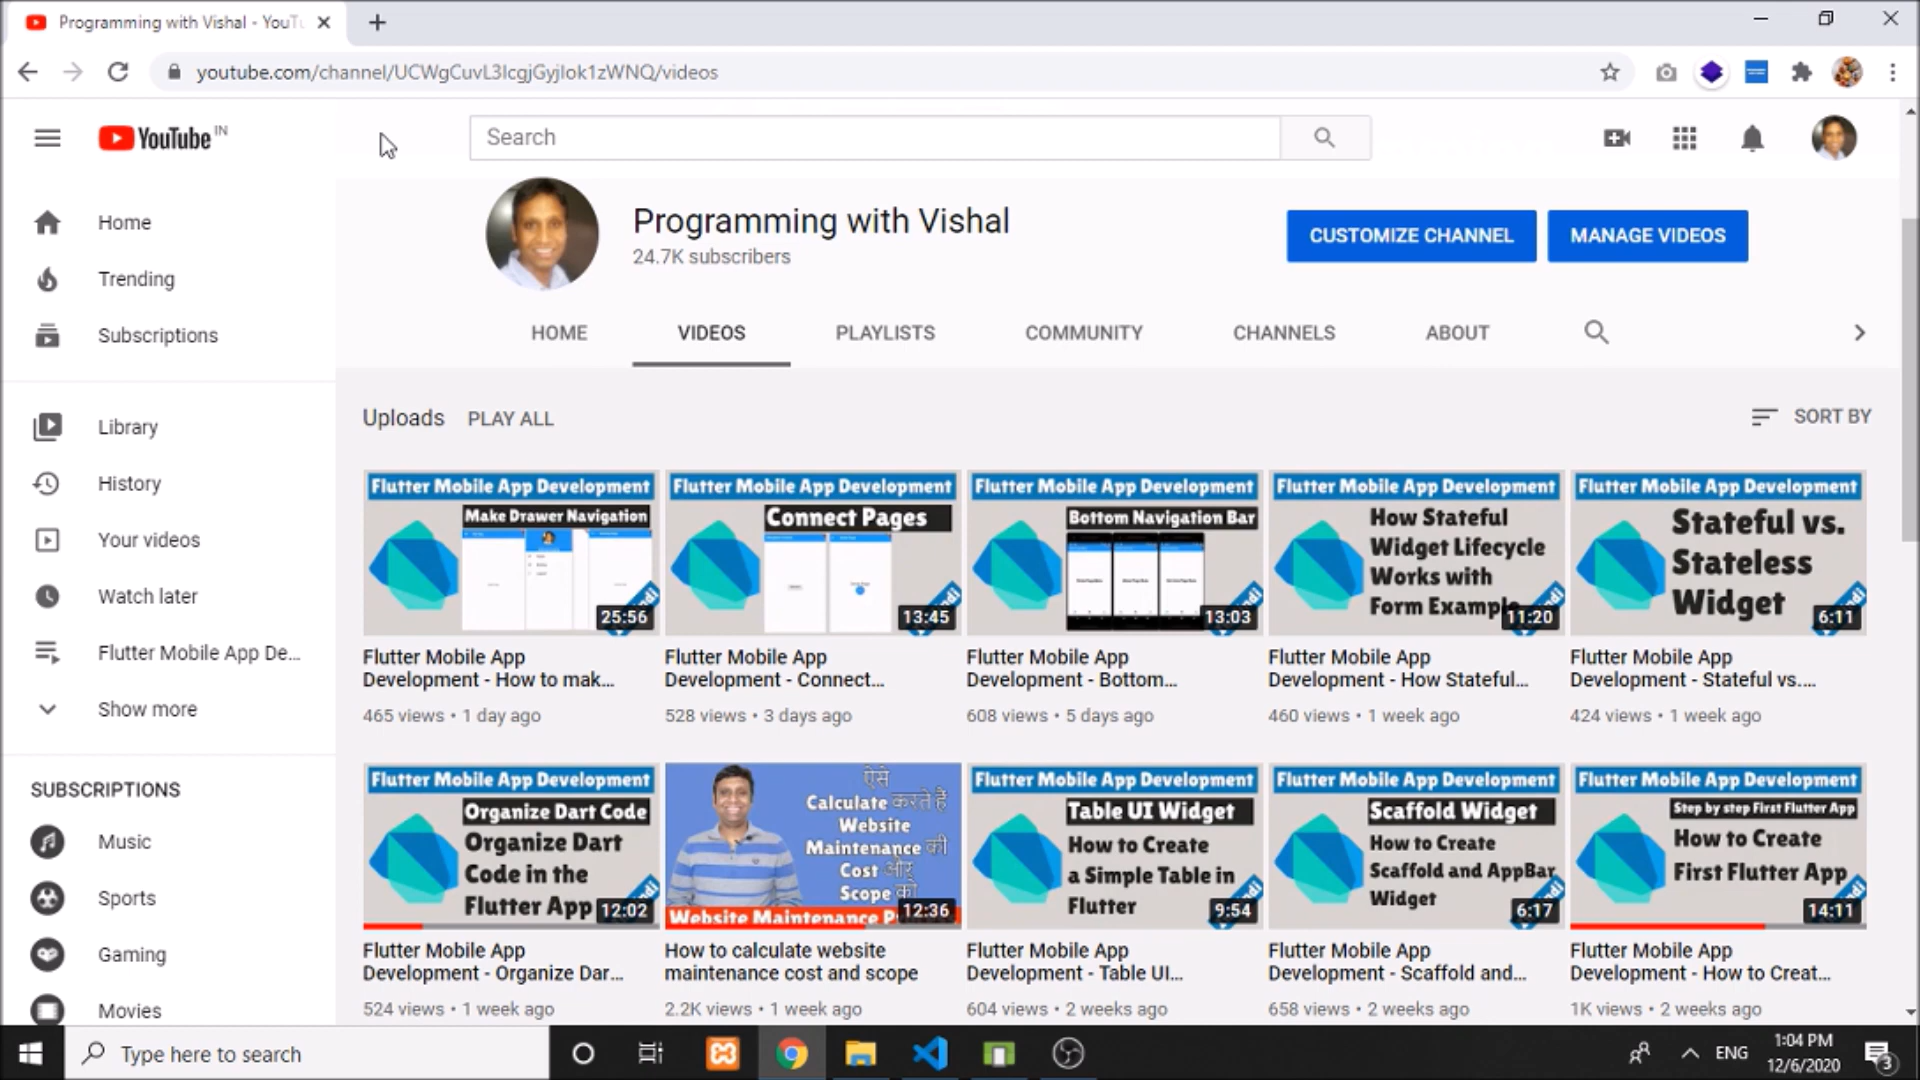 Programming with Vishal - YouTu
youtube.com/channel/UCWgCuvL3IcgjGyjlok1zWNQ/videos
YouTube IN
Search
Home
Trending
Subscriptions
Library
History
Your videos
Watch later
Flutter Mobile App De...
Show more
SUBSCRIPTIONS
Music
Sports
Gaming
Movies
Programming with Vishal
24.7K subscribers
CUSTOMIZE CHANNEL
MANAGE VIDEOS
HOME VIDEOS PLAYLISTS COMMUNITY CHANNELS ABOUT
Uploads PLAY ALL
SORT BY
Flutter Mobile App Development
Make Drawer Navigation
25:56
Flutter Mobile App
Development - How to mak...
465 views • 1 day ago
Flutter Mobile App Development
Connect Pages
13:45
Flutter Mobile App
Development - Connect...
528 views • 3 days ago
Flutter Mobile App Development
Bottom Navigation Bar
13:03
Flutter Mobile App
Development - Bottom...
608 views • 5 days ago
Flutter Mobile App Development
How Stateful
Widget Lifecycle
Works with
Form Example
11:20
Flutter Mobile App
Development - How Stateful...
460 views • 1 week ago
Flutter Mobile App Development
Stateful vs.
Stateless
Widget
6:11
Flutter Mobile App
Development - Stateful vs....
424 views • 1 week ago
Flutter Mobile App Development
Organize Dart Code
Organize Dart
Code in the
Flutter App
12:02
Flutter Mobile App
Development - Organize Dar...
524 views • 1 week ago
ऐसे
Calculate करते हैं
Website
Maintenance की
Cost और
Scope को
Website Maintenance
12:36
How to calculate website
maintenance cost and scope
2.2K views • 1 week ago
Flutter Mobile App Development
Table UI Widget
How to Create
a Simple Table in
Flutter
9:54
Flutter Mobile App
Development - Table UI...
604 views • 2 weeks ago
Flutter Mobile App Development
Scaffold Widget
How to Create
Scaffold and AppBar
Widget
6:17
Flutter Mobile App
Development - Scaffold and...
658 views • 2 weeks ago
Flutter Mobile App Development
Step by step First Flutter App
How to Create
First Flutter App
14:11
Flutter Mobile App
Development - How to Creat...
1K views • 2 weeks ago
Type here to search
ENG
1:04 PM
12/6/2020
3